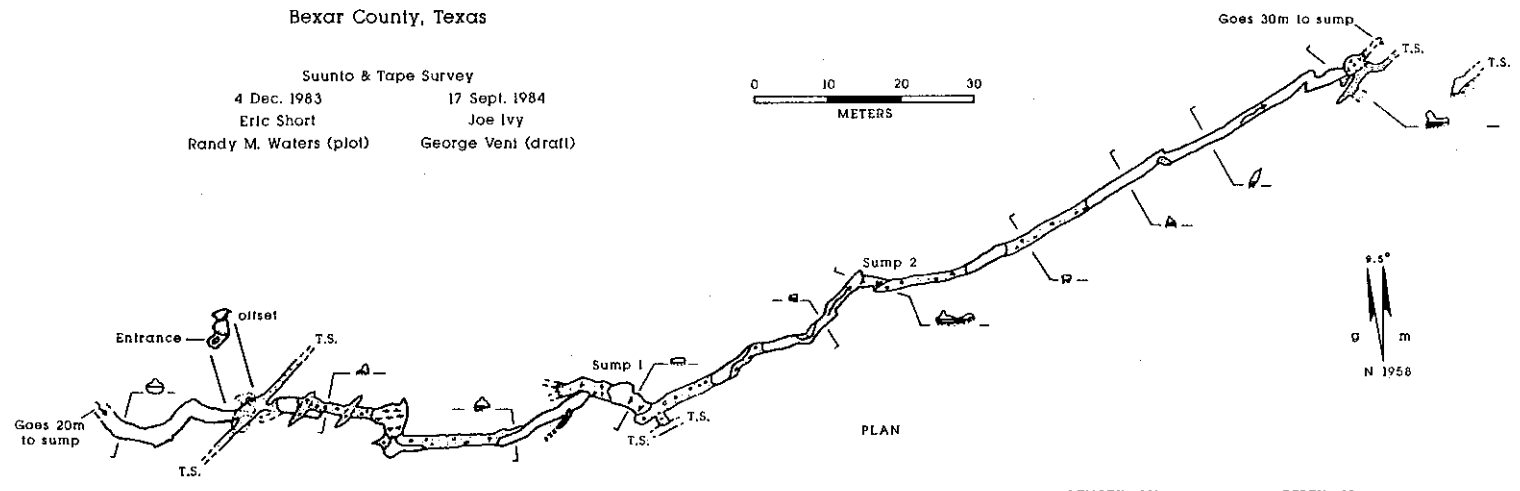 Bexar County, Texas
Suunto & Tape Survey
4 Dec. 1983 17 Sept. 1984
Eric Short Joe Ivy
Randy M. Waters (plot) George Veni (draft)
0 10 20 30
METERS
Goes 30m to sump
T.S.
T.S.
Sump 2
offset
Entrance
T.S.
Sump 1
9.5°
g m
N 1958
Goes 20m
to sump
T.S.
T.S.
T.S.
PLAN